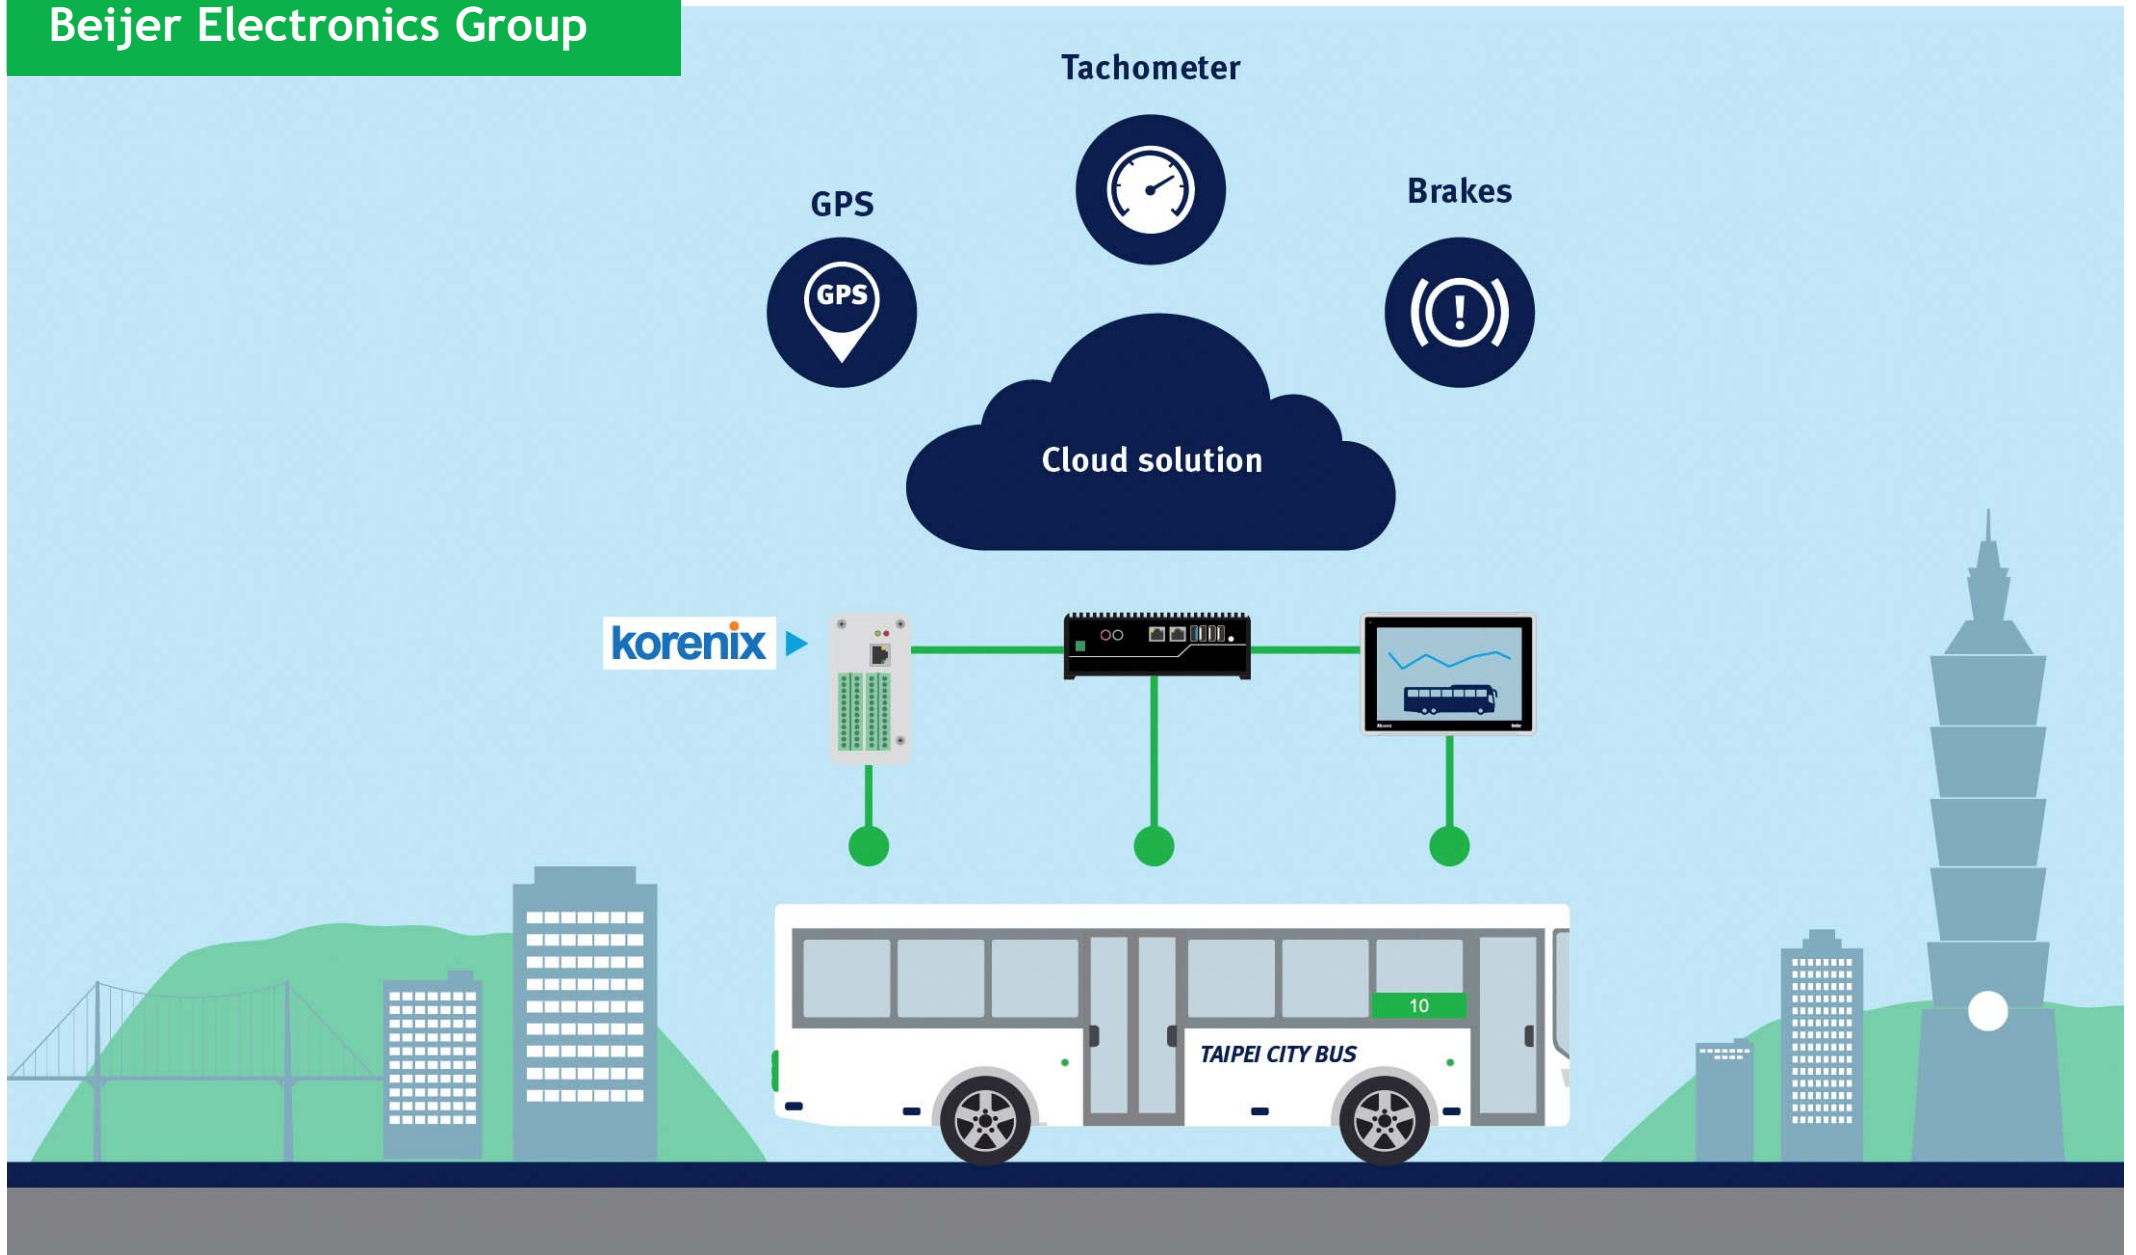 Beijer Electronics Group
Tachometer
GPS
Brakes
GPS
!
Cloud solution
korenix
10
TAIPEI CITY BUS